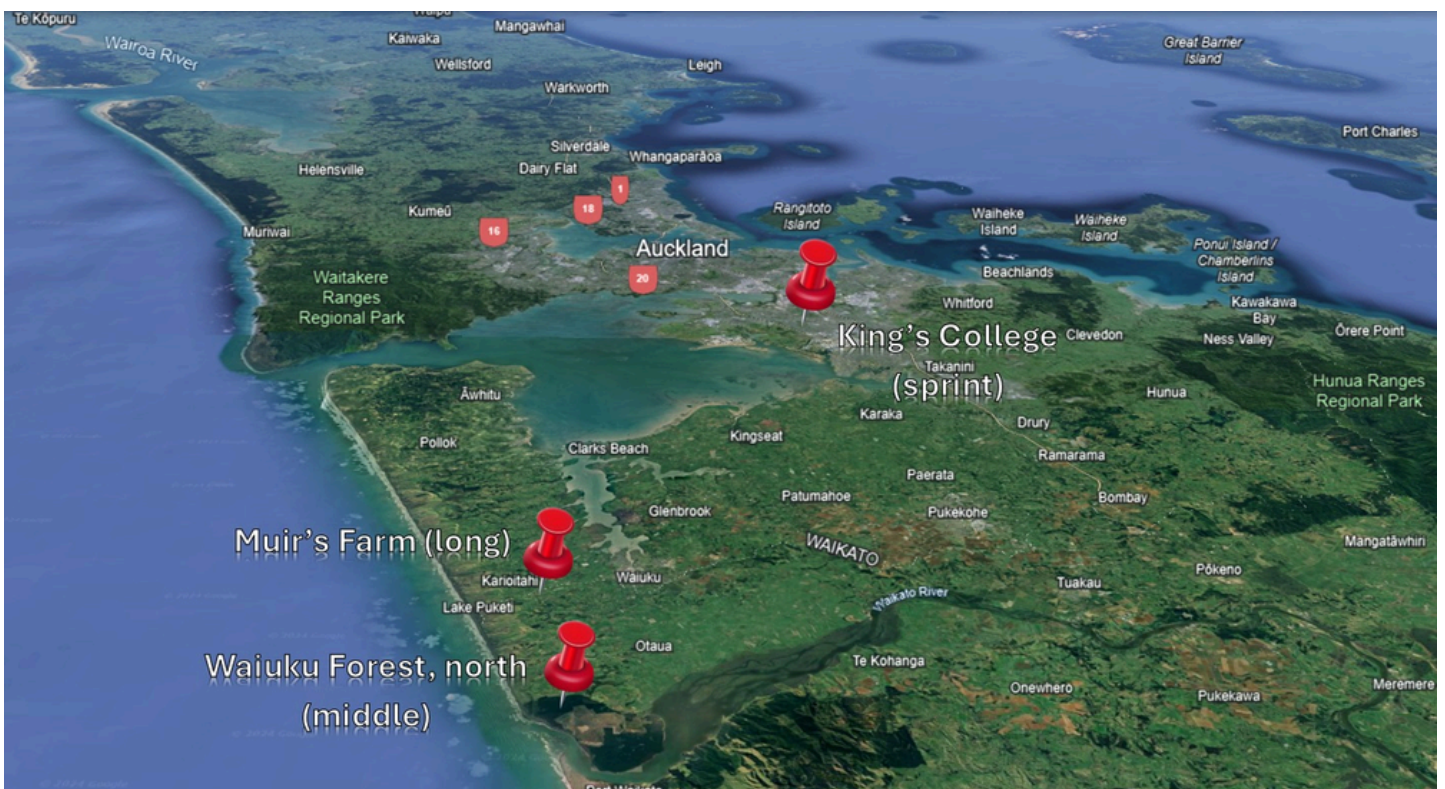 Te Kōpuru
Wairoa River
Kaiwaka
Mangawhai
Wellsford
Leigh
Warkworth
Great Barrier
Island
Port Charles
Silverdale
Whangaparāoa
Dairy Flat
Helensville
1
18
16
Kumeū
Muriwai
Rangitoto
Island
Waiheke
Island
Waiheke
Island
Auckland
20
Ponui Island /
Chamberlins
Island
Beachlands
Waitakere
Ranges
Regional Park
Whitford
Kawakawa
Bay
King's College
(sprint)
Clevedon
Ness Valley
Ōrere Point
Takanini
Hunua Ranges
Regional Park
Āwhitu
Hunua
Karaka
Drury
Pollok
Kingseat
Clarks Beach
Ramarama
Paerata
Patumahoe
Bombay
Glenbrook
Pukekohe
Muir's Farm (long)
WAIKATO
Mangatāwhiri
Karioitahi
Waiuku
Pōkeno
Tuakau
Lake Puketi
Waikato River
Otaua
Waiuku Forest, north
(middle)
Te Kohanga
Onewhero
Pukekawa
Meremere